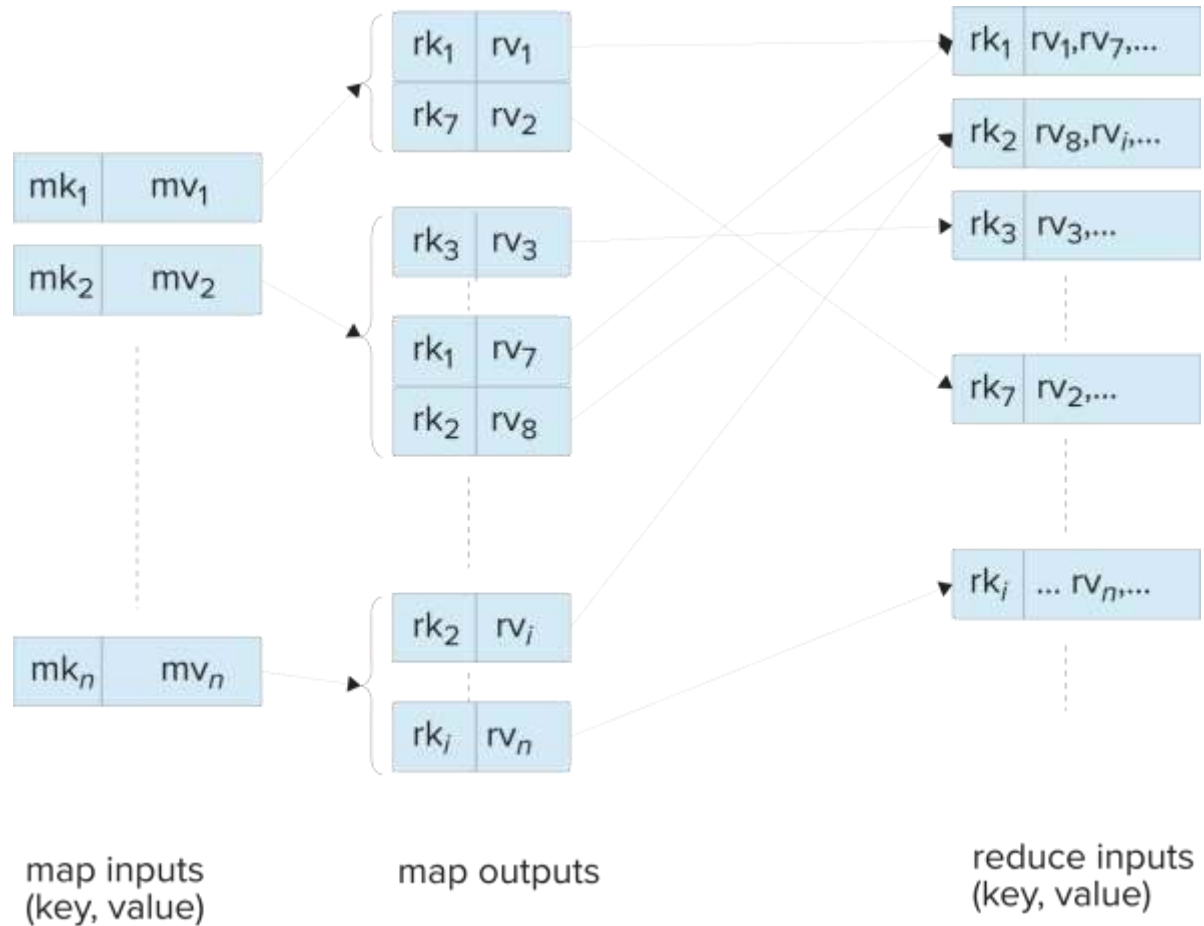 mk₁ mv₁
mk₂ mv₂
mkₙ mvₙ
map inputs
(key, value)
rk₁ rv₁
rk₇ rv₂
rk₃ rv₃
rk₁ rv₇
rk₂ rv₈
rk₂ rvᵢ
rkᵢ rvₙ
map outputs
rk₁ rv₁,rv₇,...
rk₂ rv₈,rvᵢ,...
rk₃ rv₃,...
rk₇ rv₂,...
rkᵢ ... rvₙ,...
reduce inputs
(key, value)